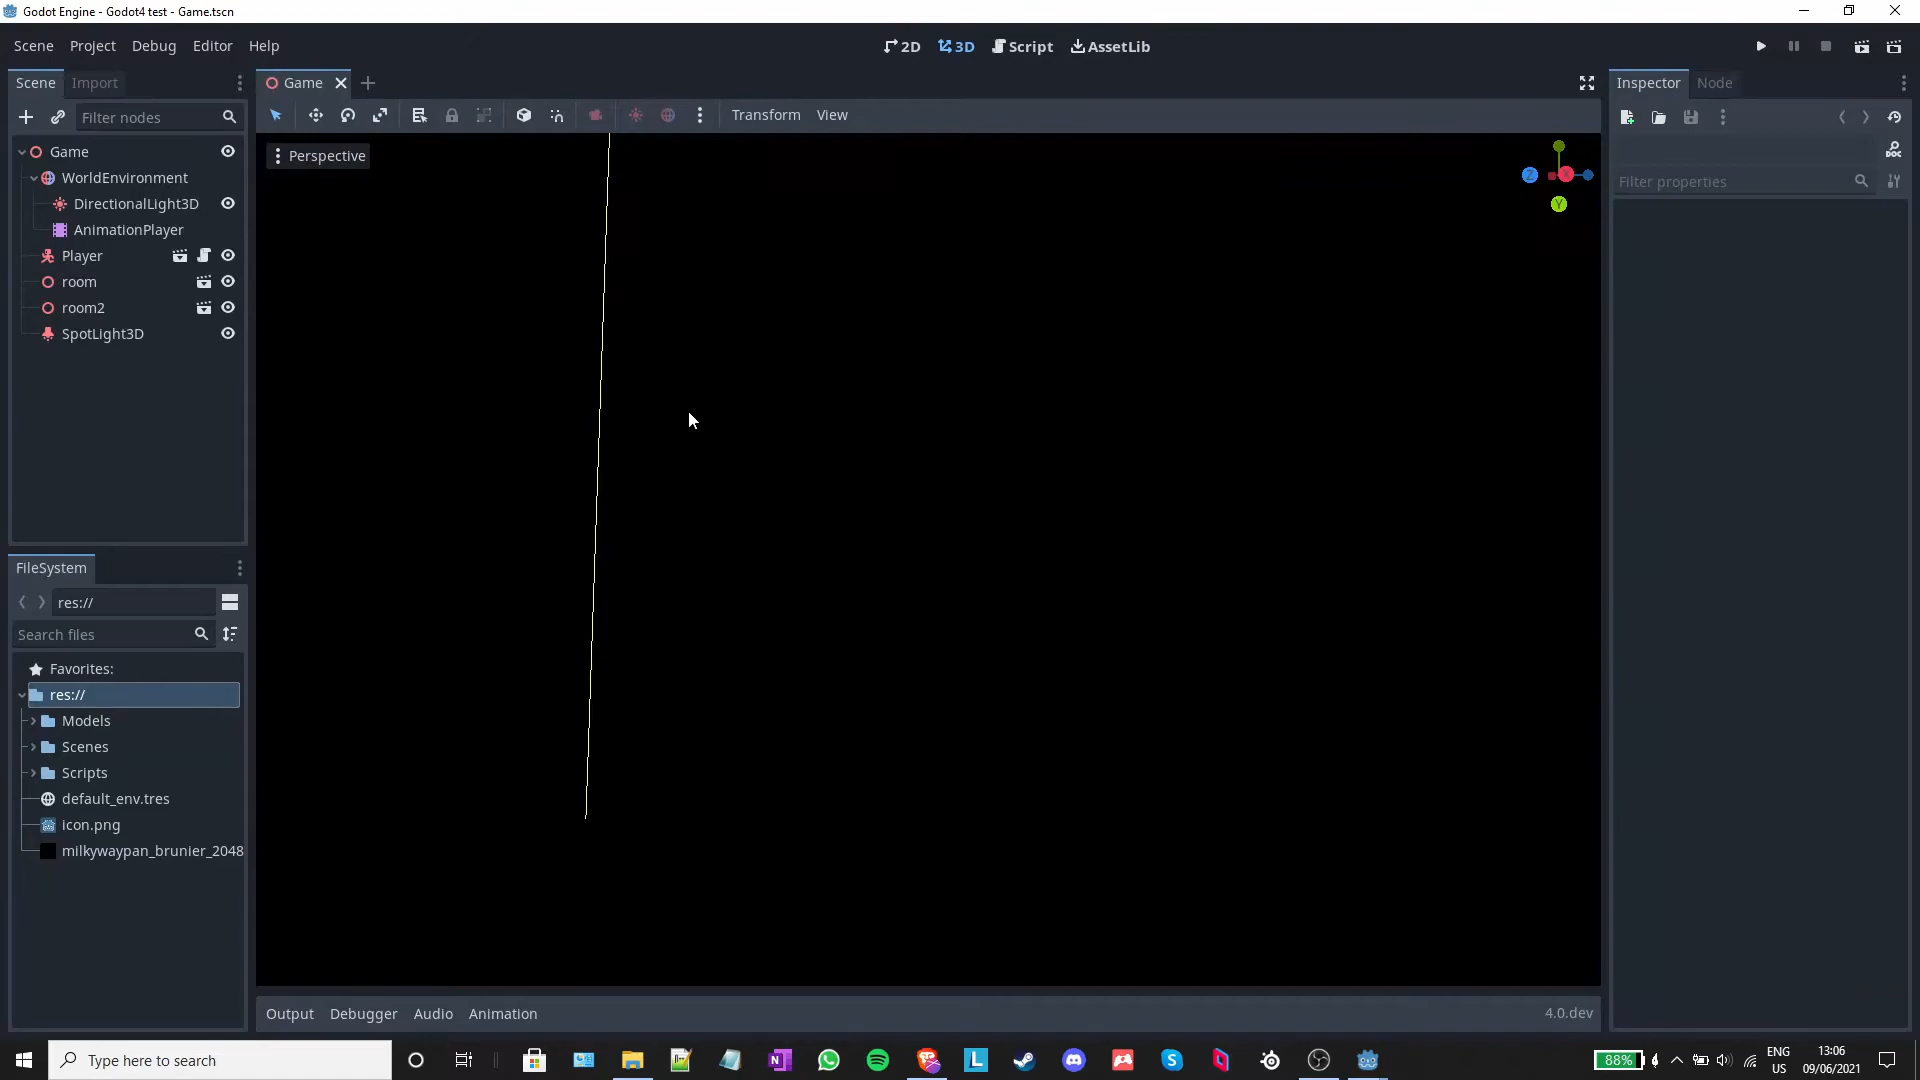 Godot Engine - Godot4 test - Game.tscn
Scene Project Debug Editor Help
2D 3D Script AssetLib
Scene Import
Game
Inspector Node
Filter nodes
Transform View
Game
WorldEnvironment
DirectionalLight3D
AnimationPlayer
Player
room
room2
SpotLight3D
Perspective
Z
X
Y
DOC
Filter properties
FileSystem
res://
Search files
Favorites:
res://
Models
Scenes
Scripts
default_env.tres
icon.png
milkywaypan_brunier_2048
Output Debugger Audio Animation
4.0.dev
Type here to search
N
L
S
88%
ENG
US
13:06
09/06/2021